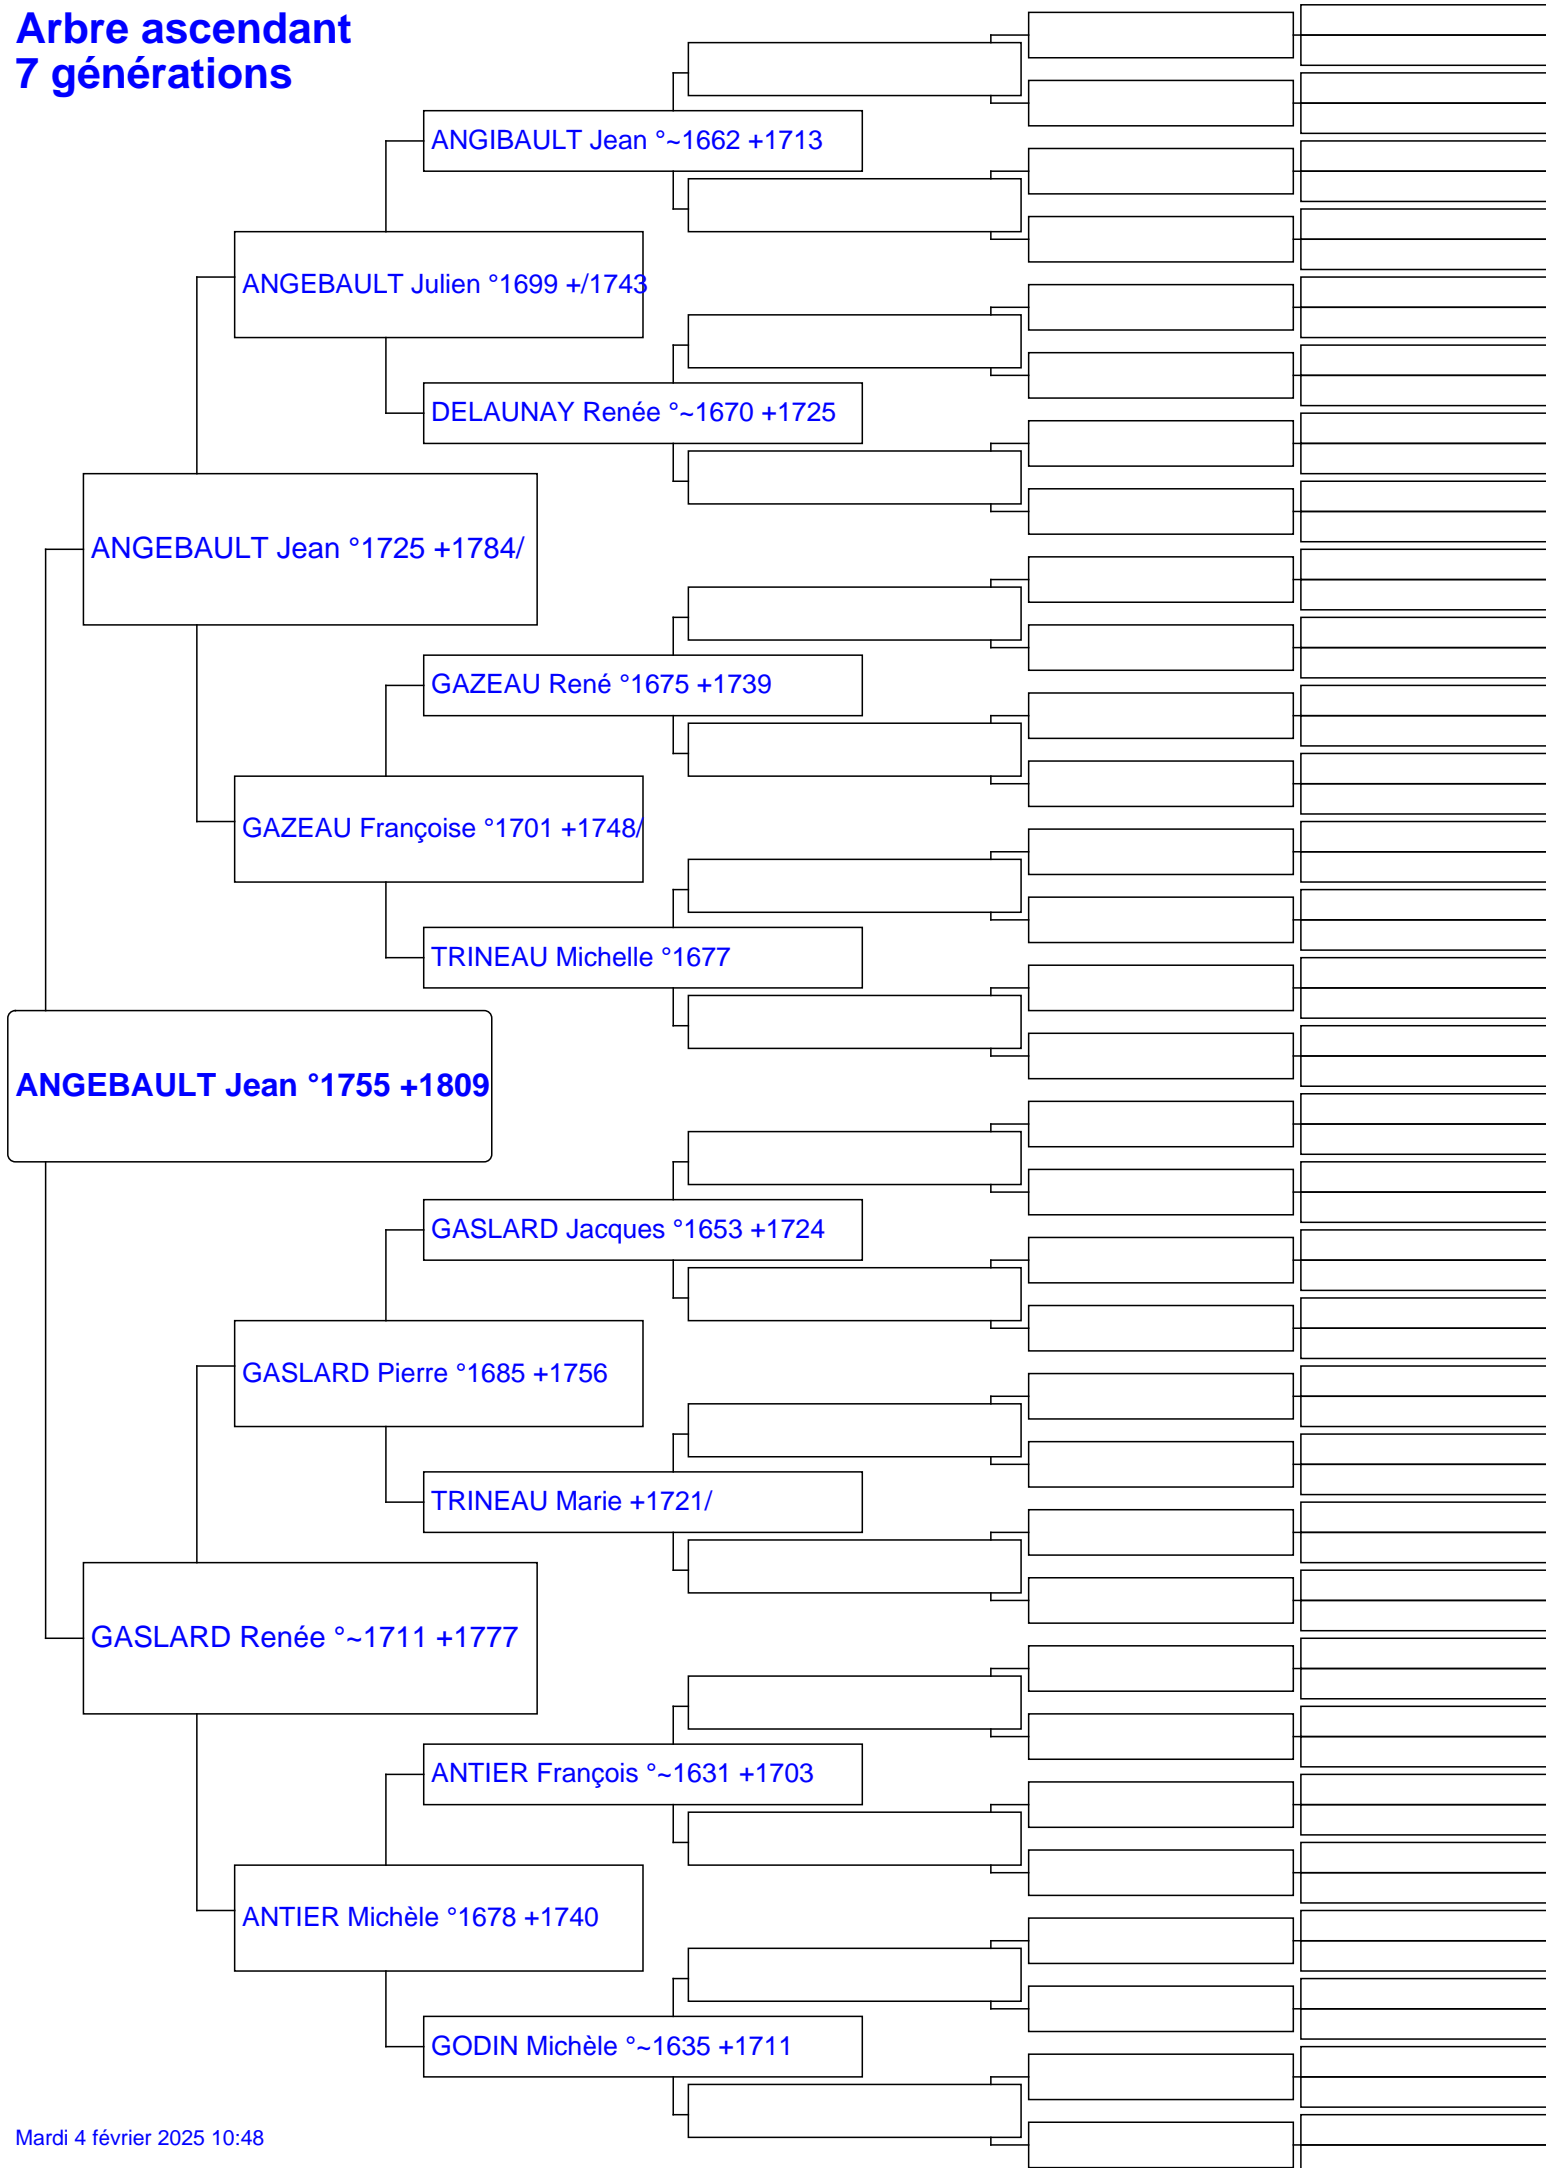 Arbre ascendant
7 générations
ANGIBAULT Jean °~1662 +1713
ANGEBAULT Julien °1699 +/1743
DELAUNAY Renée °~1670 +1725
ANGEBAULT Jean °1725 +1784/
GAZEAU René °1675 +1739
GAZEAU Françoise °1701 +1748/
TRINEAU Michelle °1677
ANGEBAULT Jean °1755 +1809
GASLARD Jacques °1653 +1724
GASLARD Pierre °1685 +1756
TRINEAU Marie +1721/
GASLARD Renée °~1711 +1777
ANTIER François °~1631 +1703
ANTIER Michèle °1678 +1740
GODIN Michèle °~1635 +1711
Mardi 4 février 2025 10:48